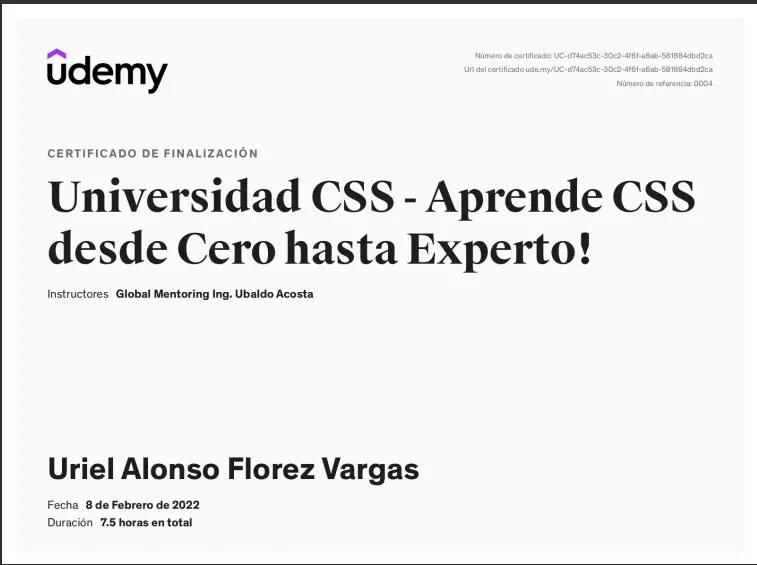 udemy
Número de certificado: UC-d74ac53c-30c2-4f6f-a6ab-581884dbd2ca
Url del certificado ude.my/UC-d74ac53c-30c2-4f6f-a6ab-581884dbd2ca
Número de referencia: 0004
CERTIFICADO DE FINALIZACIÓN
Universidad CSS - Aprende CSS
desde Cero hasta Experto!
Instructores Global Mentoring Ing. Ubaldo Acosta
Uriel Alonso Florez Vargas
Fecha 8 de Febrero de 2022
Duración 7.5 horas en total